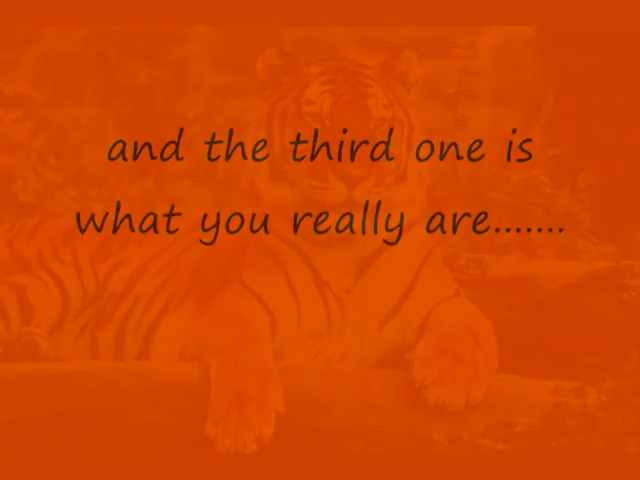 and the third one is
what you really are.......